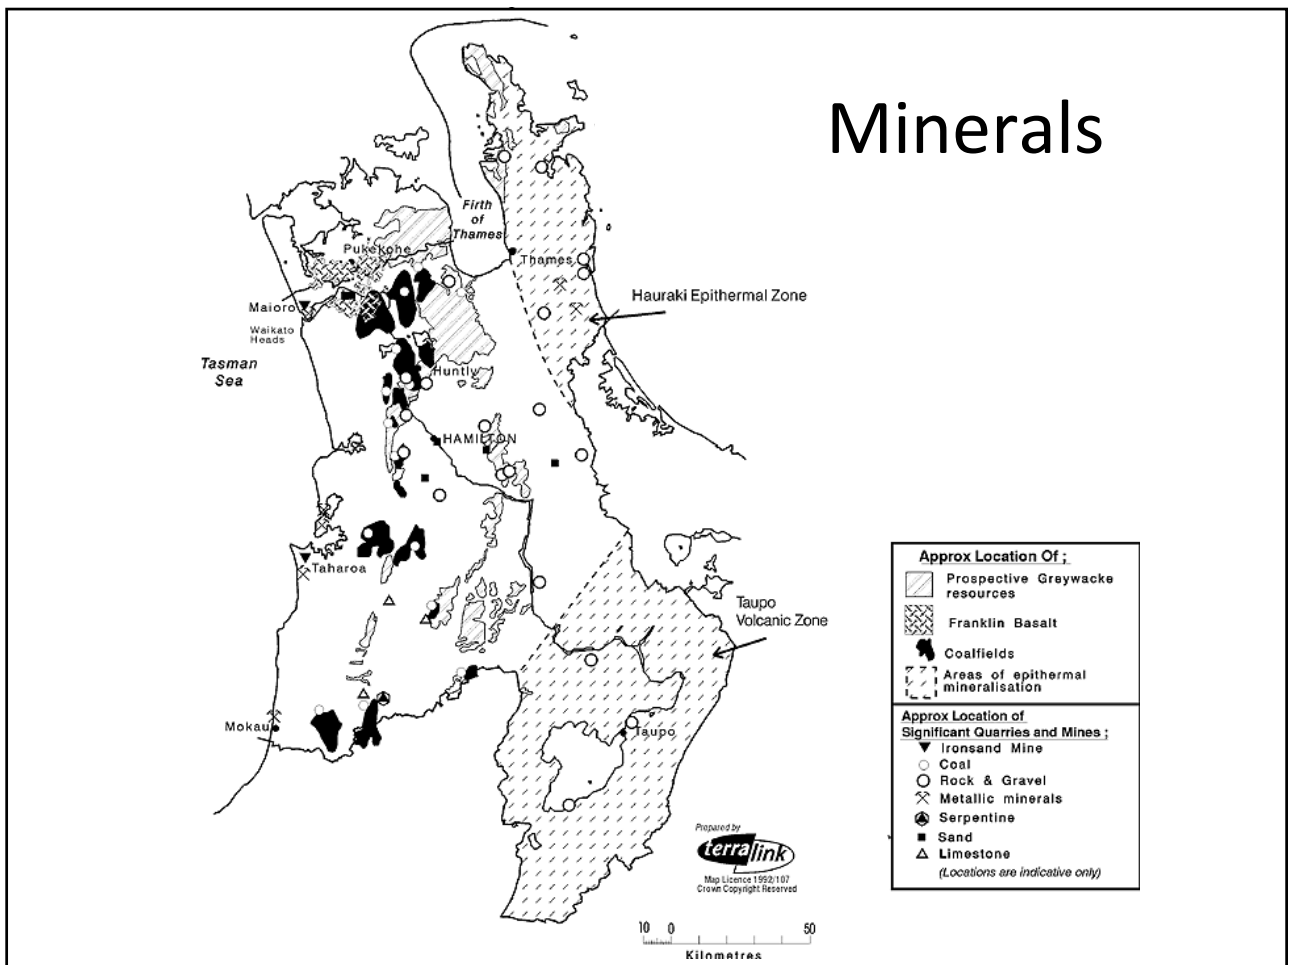 Minerals
Firth
of
Thames
Pukekohe
Thames
Hauraki Epithermal Zone
Maioro
Waikato
Heads
Tasman
Sea
Huntly
HAMILTON
Taharoa
Taupo
Volcanic Zone
Mokau
Taupo
Approx Location Of ;
Prospective Greywacke
resources
Franklin Basalt
Coalfields
Areas of epithermal
mineralisation
Approx Location of
Significant Quarries and Mines ;
Ironsand Mine
Coal
Rock & Gravel
Metallic minerals
Serpentine
Sand
Limestone
(Locations are indicative only)
Prepared by
terralink
Map Licence 1992/107
Crown Copyright Reserved
10 0 50
Kilometres